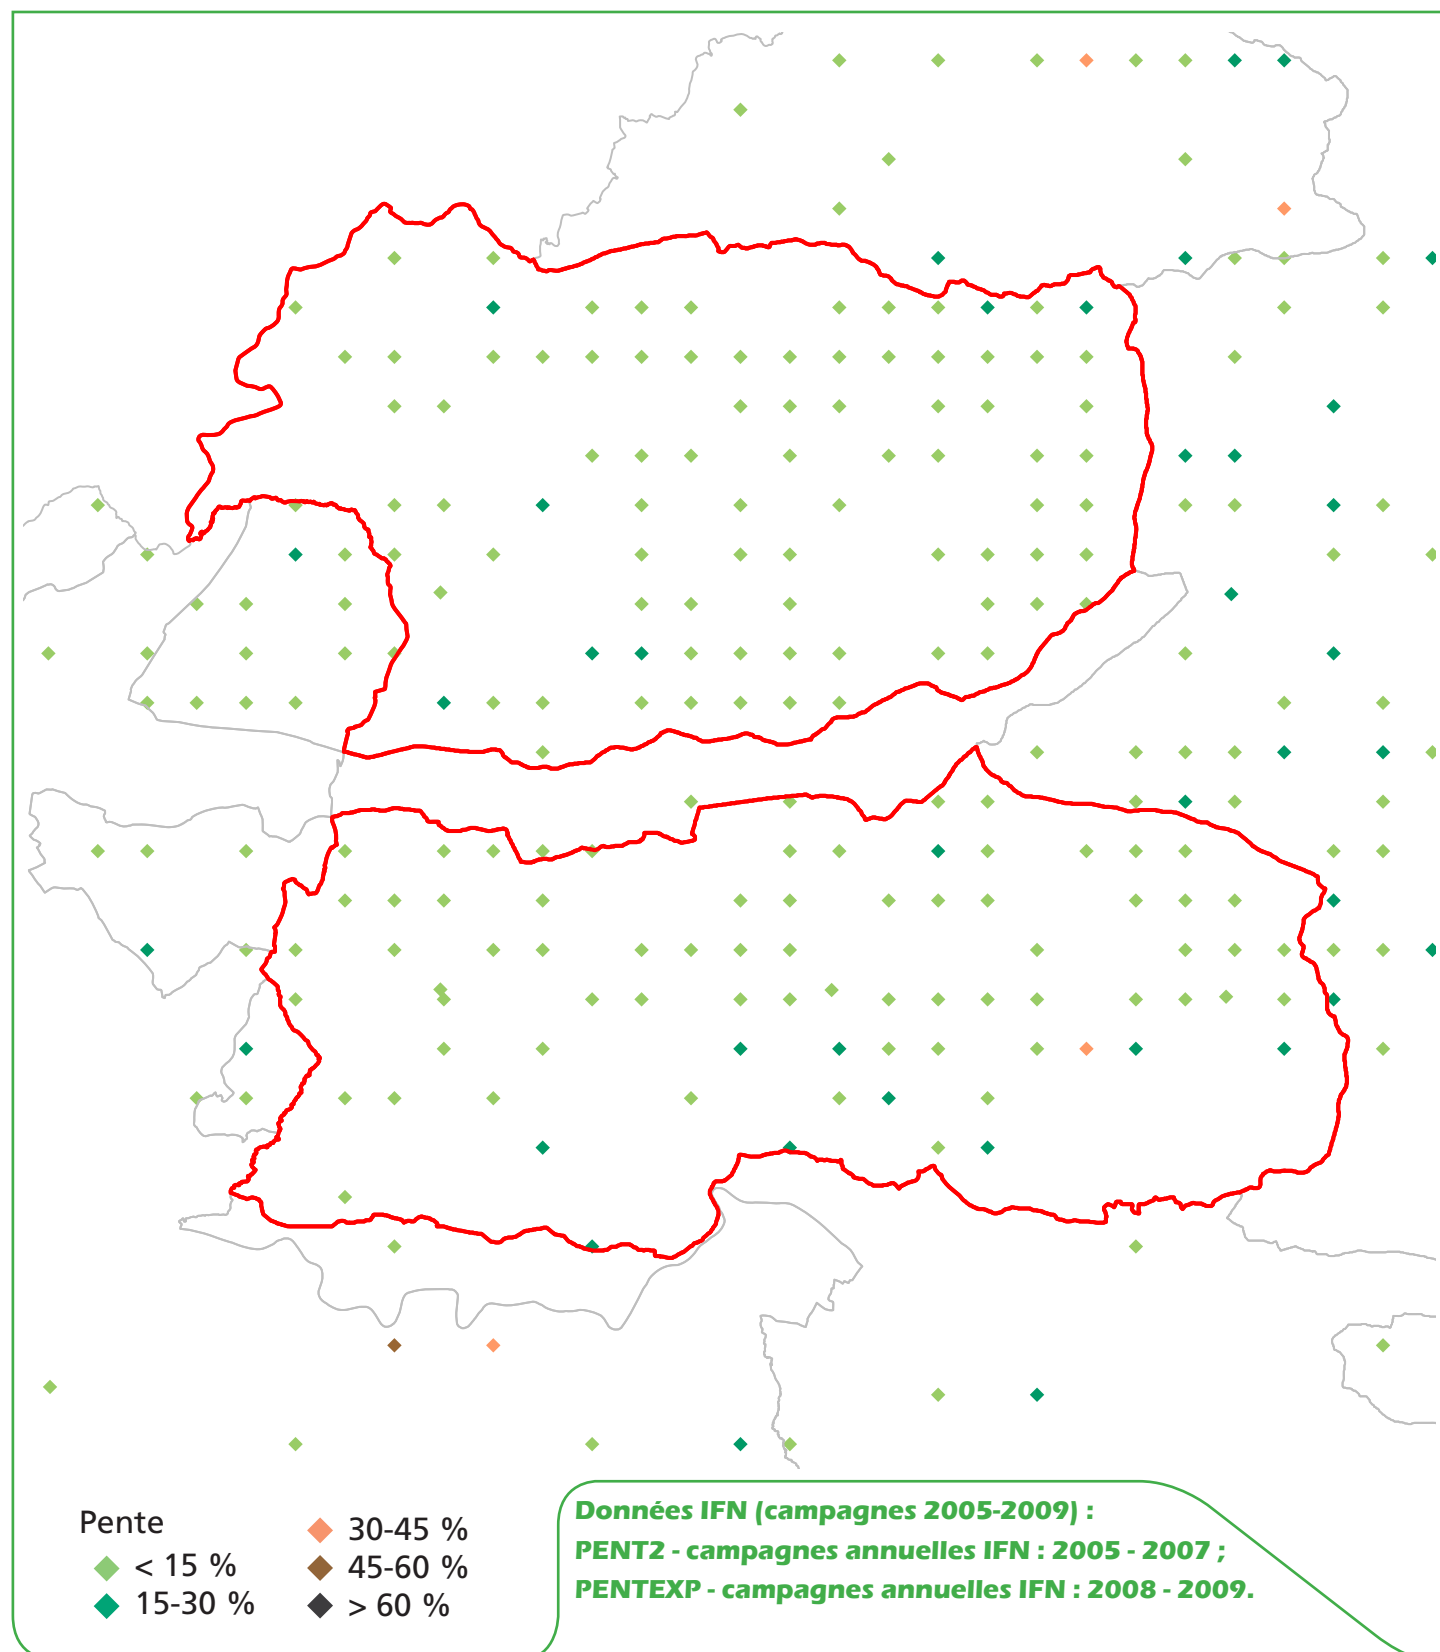 Pente
< 15 %
15-30 %
30-45 %
45-60 %
> 60 %
Données IFN (campagnes 2005-2009) :
PENT2 - campagnes annuelles IFN : 2005 - 2007 ;
PENTEXP - campagnes annuelles IFN : 2008 - 2009.